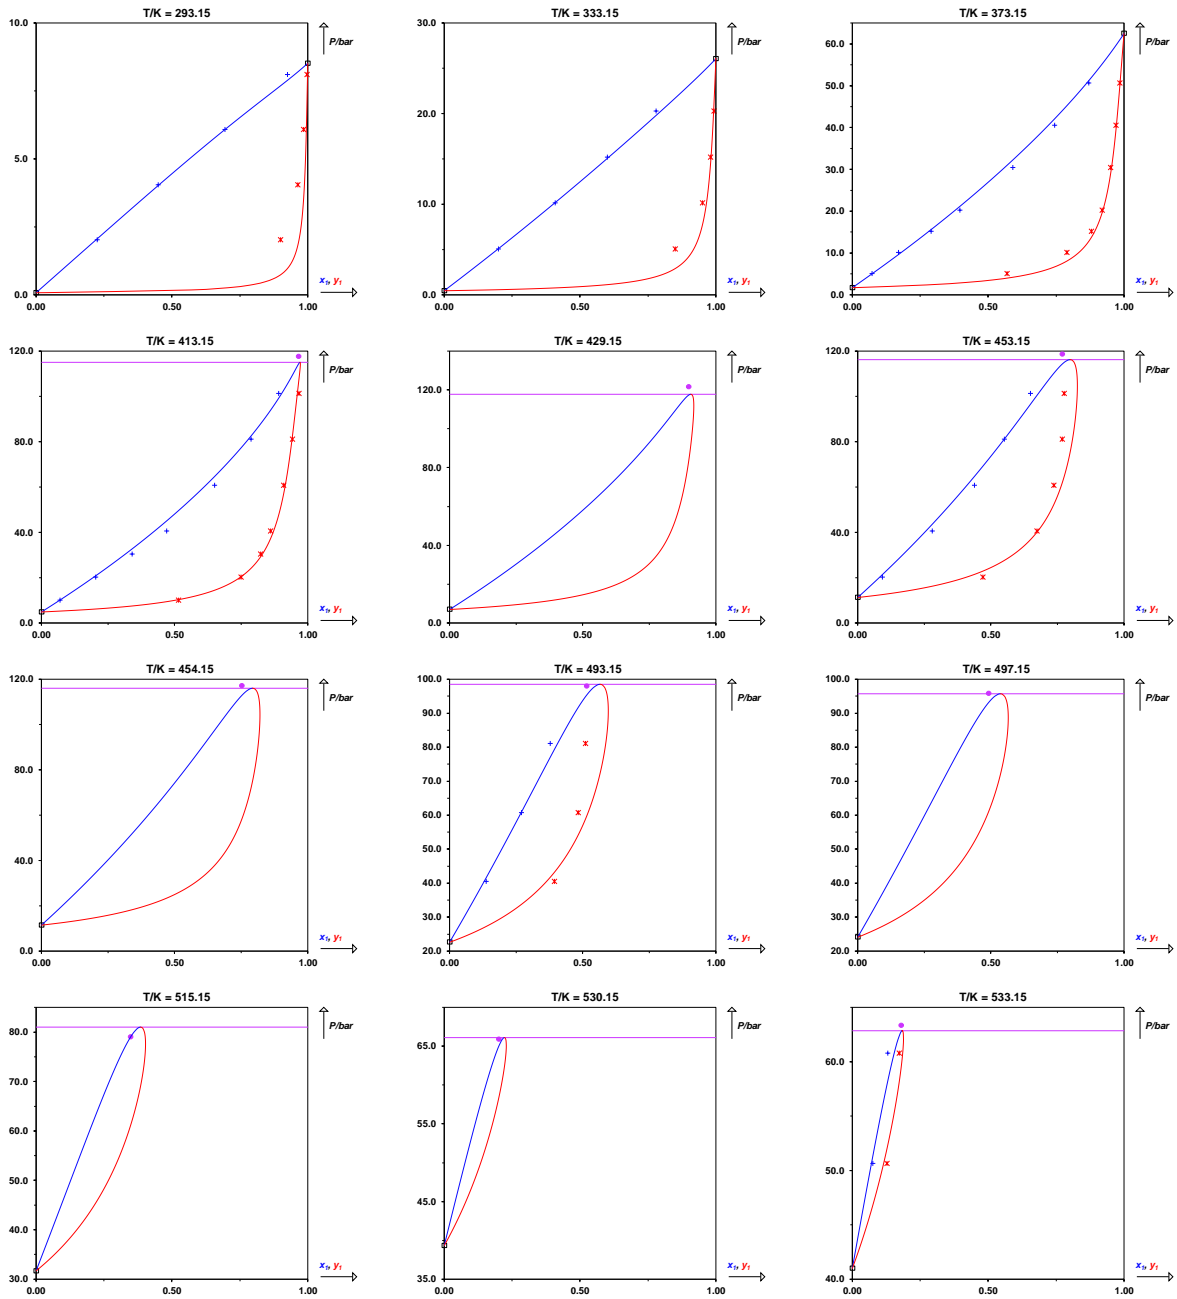 T/K = 293.15
10.0
5.0
0.0
0.00
0.50
1.00
P/bar
x₁, y₁
T/K = 333.15
30.0
20.0
10.0
0.0
0.00
0.50
1.00
P/bar
x₁, y₁
T/K = 373.15
60.0
50.0
40.0
30.0
20.0
10.0
0.0
0.00
0.50
1.00
P/bar
x₁, y₁
T/K = 413.15
120.0
80.0
40.0
0.0
0.00
0.50
1.00
P/bar
x₁, y₁
T/K = 429.15
120.0
80.0
40.0
0.0
0.00
0.50
1.00
P/bar
x₁, y₁
T/K = 453.15
120.0
80.0
40.0
0.0
0.00
0.50
1.00
P/bar
x₁, y₁
T/K = 454.15
120.0
80.0
40.0
0.0
0.00
0.50
1.00
P/bar
x₁, y₁
T/K = 493.15
100.0
90.0
80.0
70.0
60.0
50.0
40.0
30.0
20.0
0.00
0.50
1.00
P/bar
x₁, y₁
T/K = 497.15
100.0
90.0
80.0
70.0
60.0
50.0
40.0
30.0
20.0
0.00
0.50
1.00
P/bar
x₁, y₁
T/K = 515.15
80.0
70.0
60.0
50.0
40.0
30.0
0.00
0.50
1.00
P/bar
x₁, y₁
T/K = 530.15
65.0
55.0
45.0
35.0
0.00
0.50
1.00
P/bar
x₁, y₁
T/K = 533.15
60.0
50.0
40.0
0.00
0.50
1.00
P/bar
x₁, y₁